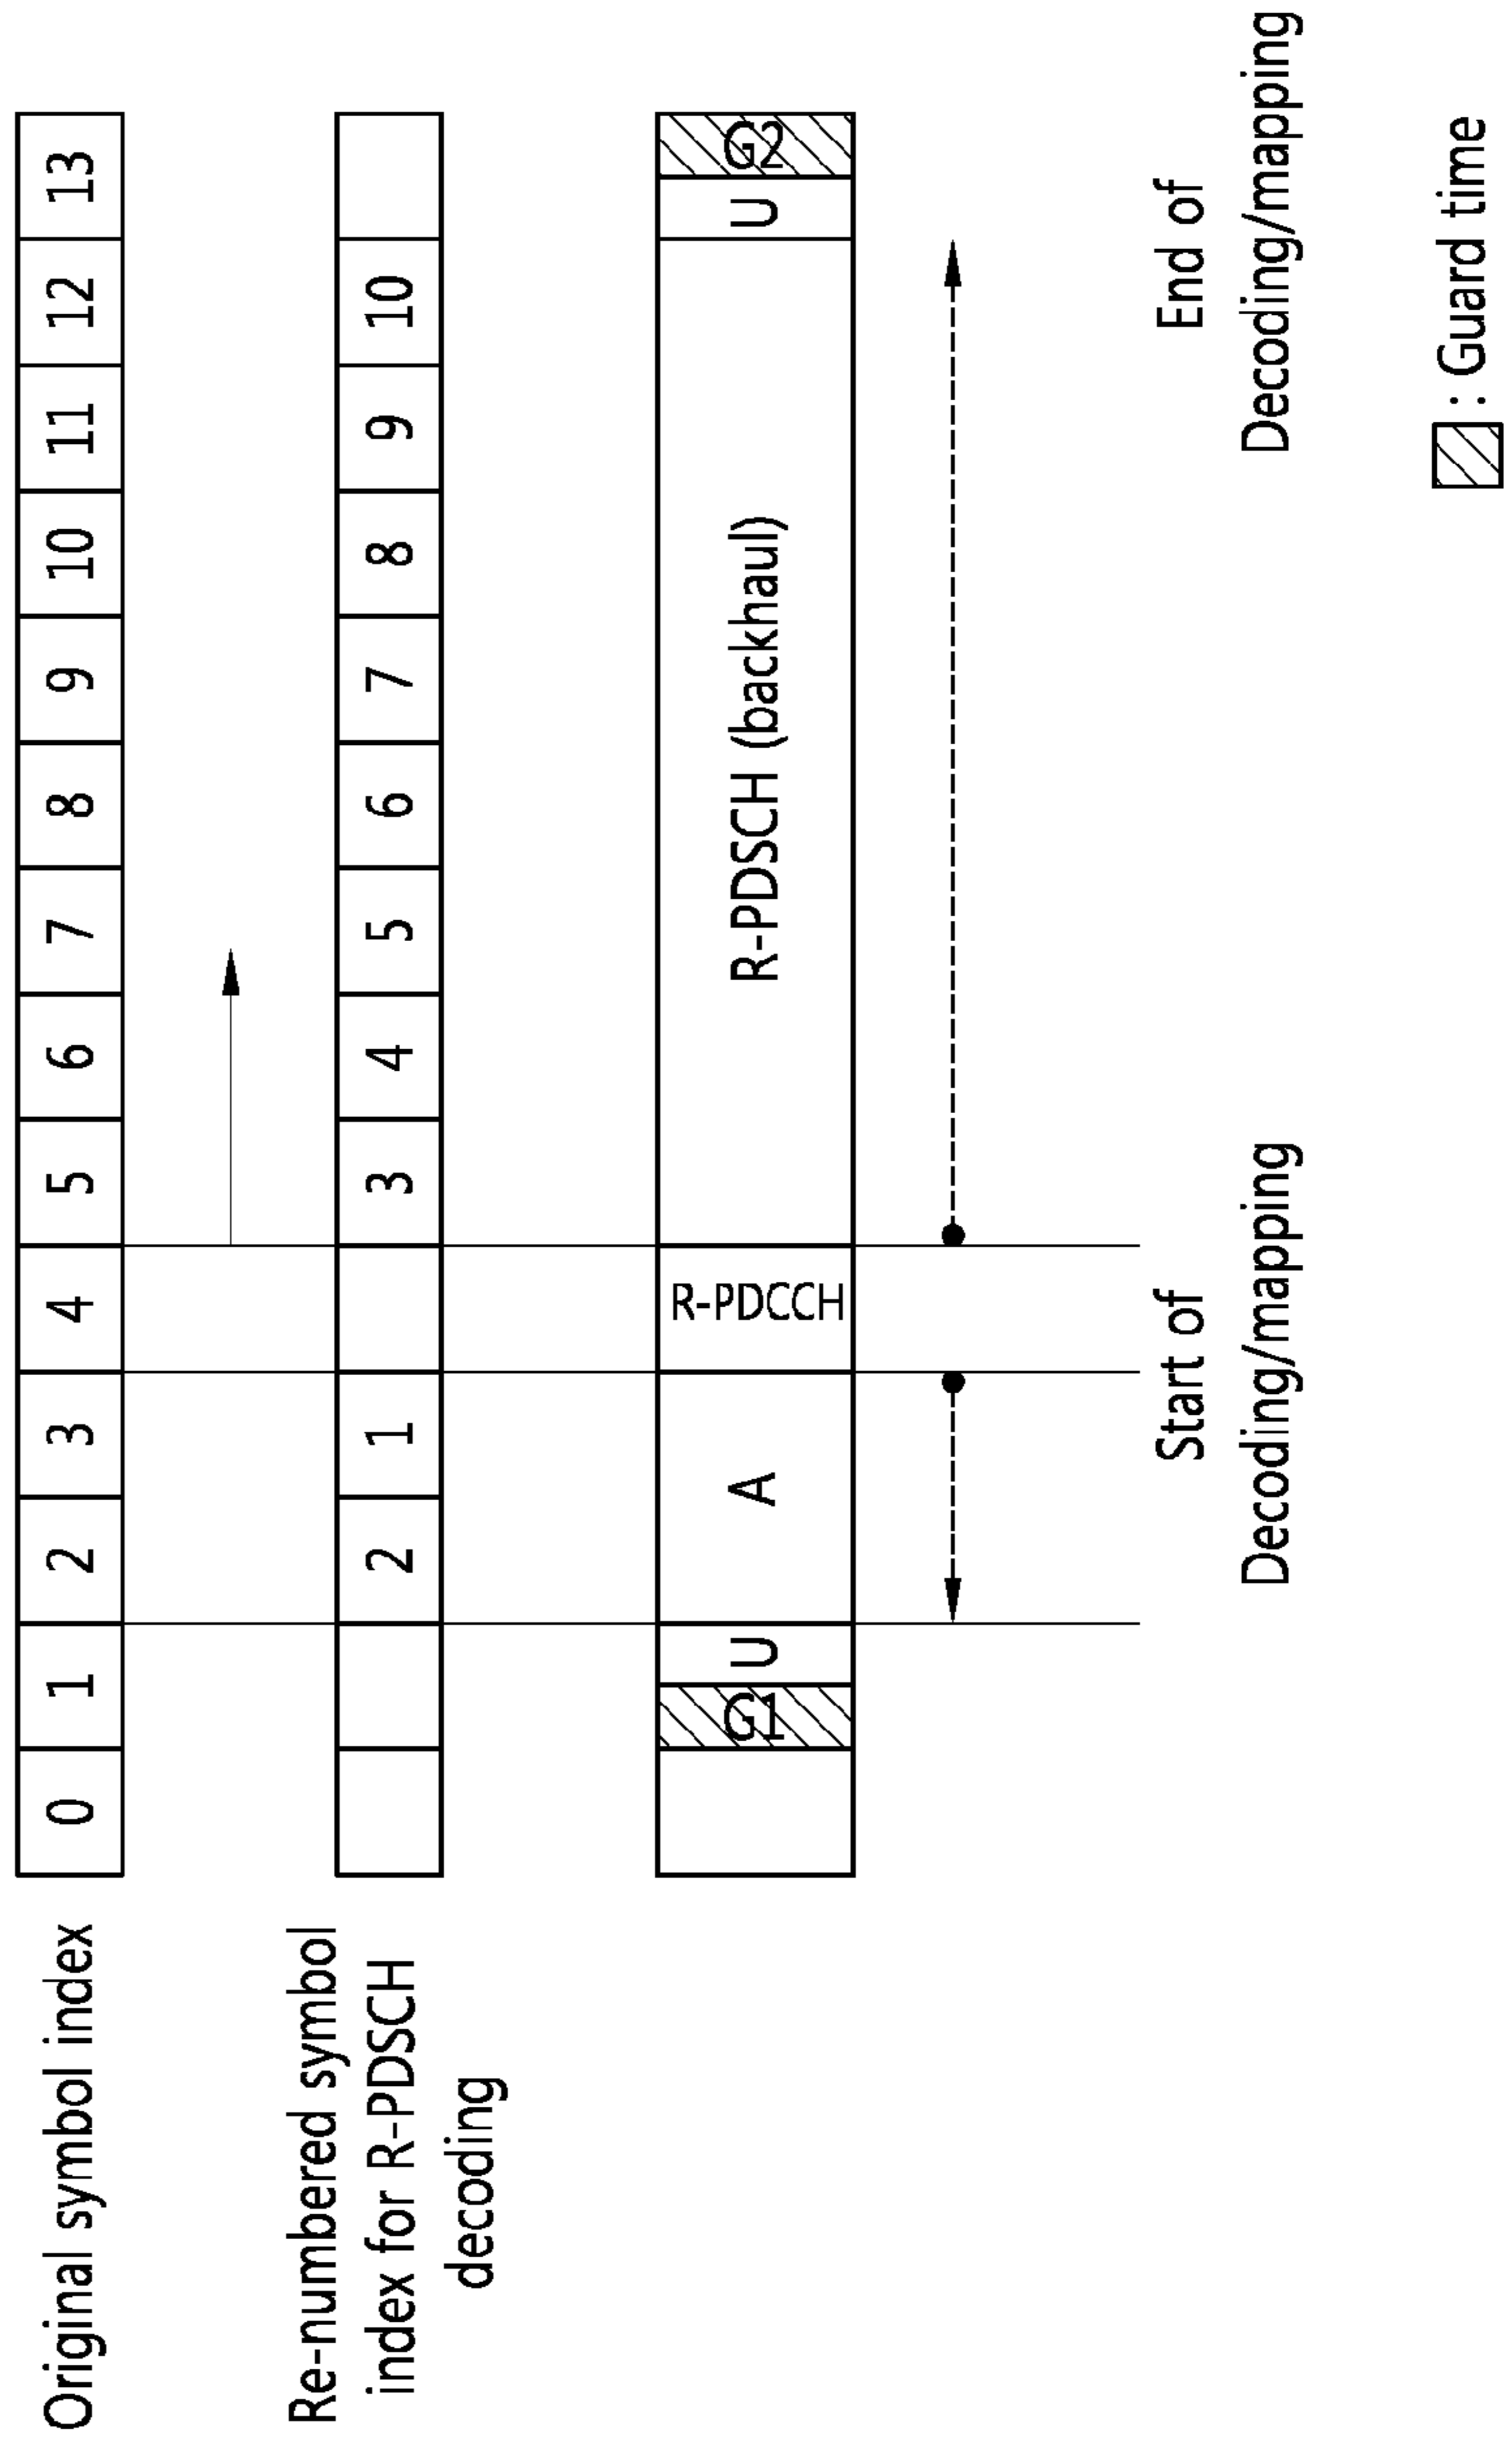 Original symbol index
0 1 2 3 4 5 6 7 8 9 10 11 12 13
Re-numbered symbol
index for R-PDSCH
decoding
2 1 3 4 5 6 7 8 9 10
G1 U A R-PDCCH R-PDSCH (backhaul) U G2
Start of
Decoding/mapping
End of
Decoding/mapping
: Guard time